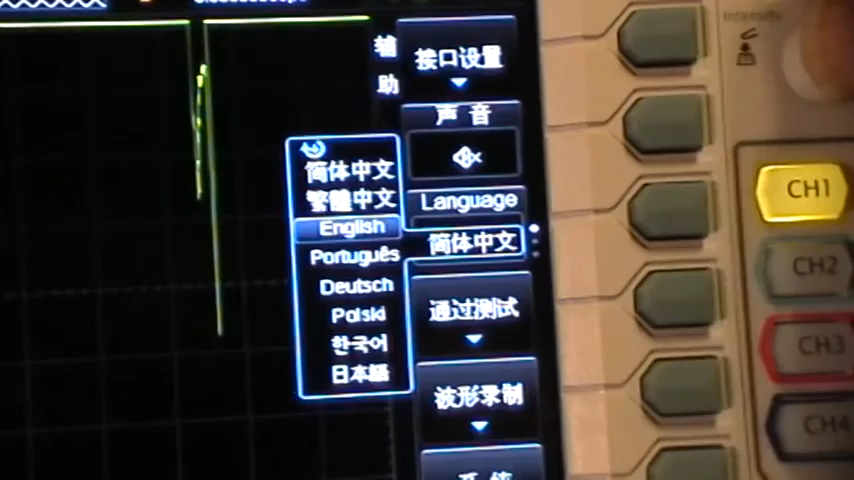 辅
助
接口设置
声音
Language
简体中文
简体中文
繁體中文
English
Português
Deutsch
Polski
한국어
日本語
通过测试
波形录制
CH1
CH2
CH3
CH4